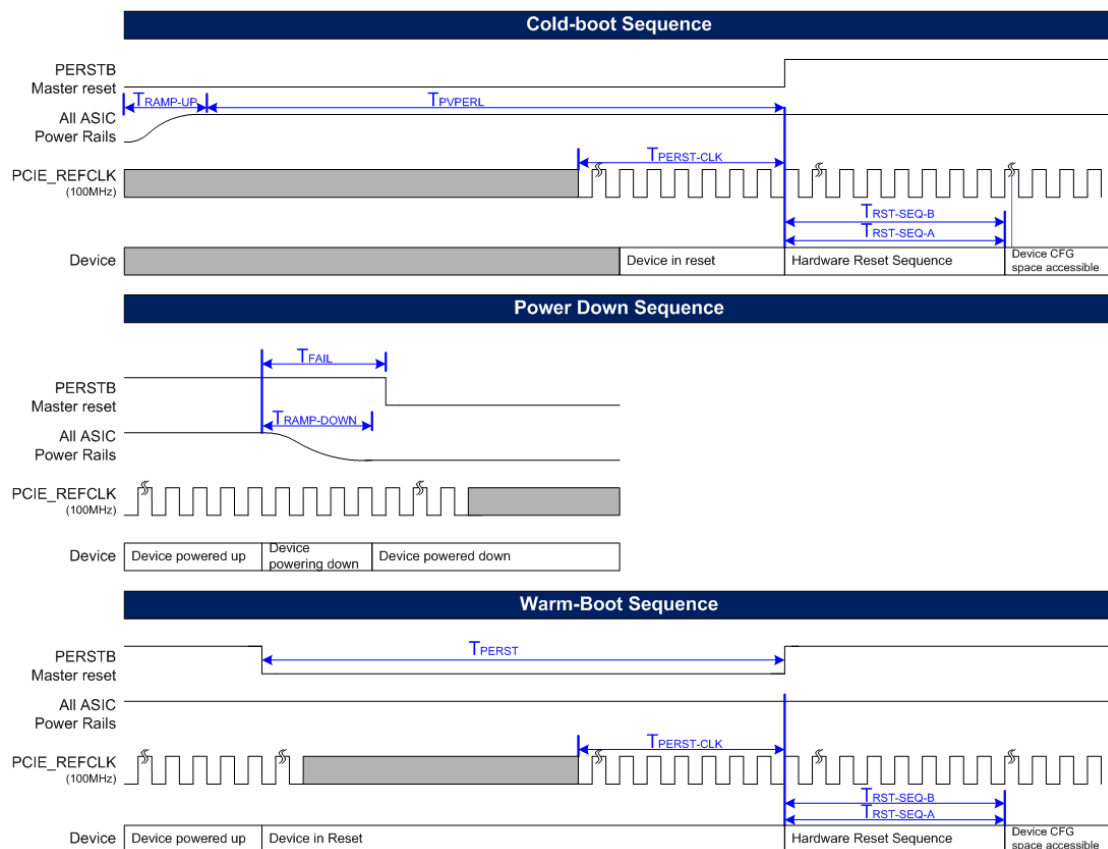 Cold-boot Sequence
PERSTB
Master reset
TRAMP-UP
TPVPERL
All ASIC
Power Rails
TPERST-CLK
PCIE_REFCLK
(100MHz)
TRST-SEQ-B
TRST-SEQ-A
Device
Device in reset
Hardware Reset Sequence
Device CFG
space accessible
Power Down Sequence
TFAIL
PERSTB
Master reset
TRAMP-DOWN
All ASIC
Power Rails
PCIE_REFCLK
(100MHz)
Device
Device powered up
Device
powering down
Device powered down
Warm-Boot Sequence
TPERST
PERSTB
Master reset
All ASIC
Power Rails
TPERST-CLK
PCIE_REFCLK
(100MHz)
TRST-SEQ-B
TRST-SEQ-A
Device
Device powered up
Device in Reset
Hardware Reset Sequence
Device CFG
space accessible